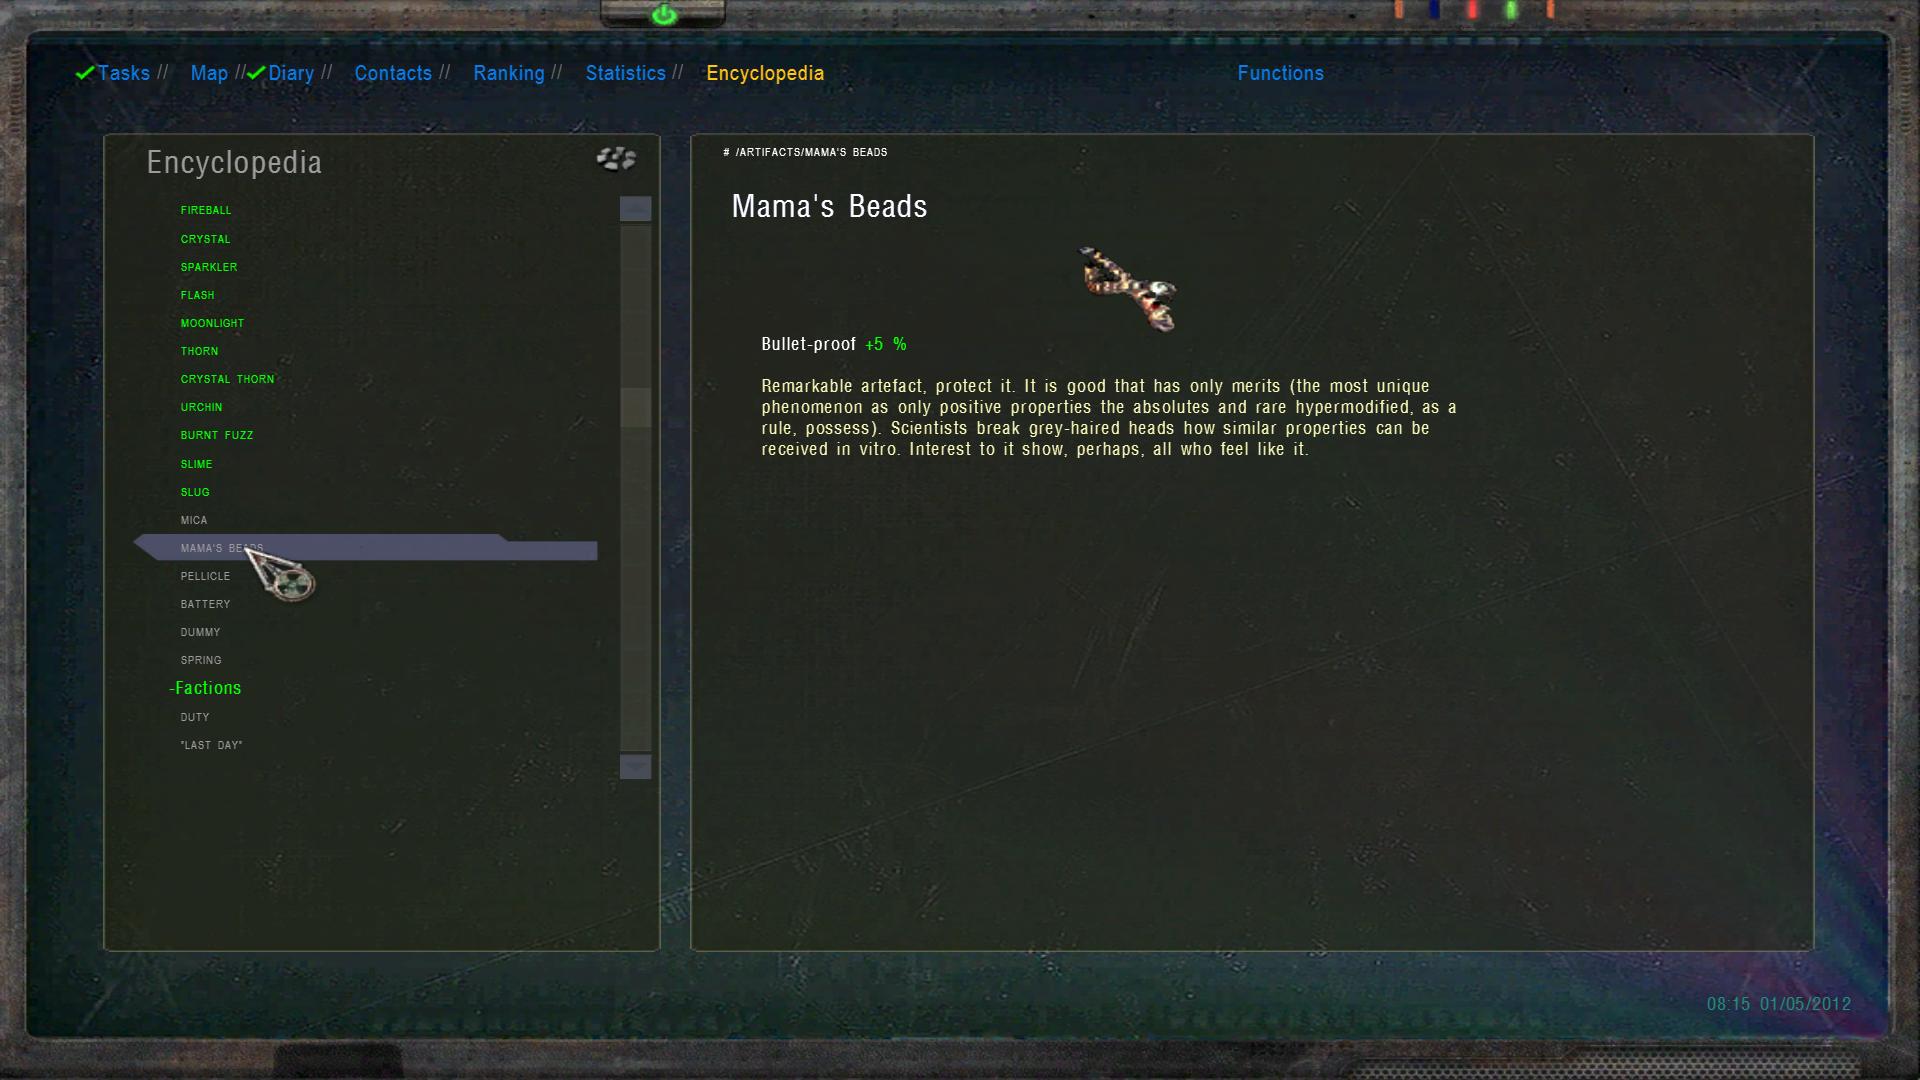 Tasks // Map // Diary // Contacts // Ranking // Statistics // Encyclopedia Functions
Encyclopedia
FIREBALL
CRYSTAL
SPARKLER
FLASH
MOONLIGHT
THORN
CRYSTAL THORN
URCHIN
BURNT FUZZ
SLIME
SLUG
MICA
MAMA'S BEADS
PELLICLE
BATTERY
DUMMY
SPRING
-Factions
DUTY
"LAST DAY"
# /ARTIFACTS/MAMA'S BEADS
Mama's Beads
Bullet-proof +5 %
Remarkable artefact, protect it. It is good that has only merits (the most unique
phenomenon as only positive properties the absolutes and rare hypermodified, as a
rule, possess). Scientists break grey-haired heads how similar properties can be
received in vitro. Interest to it show, perhaps, all who feel like it.
08:15 01/05/2012